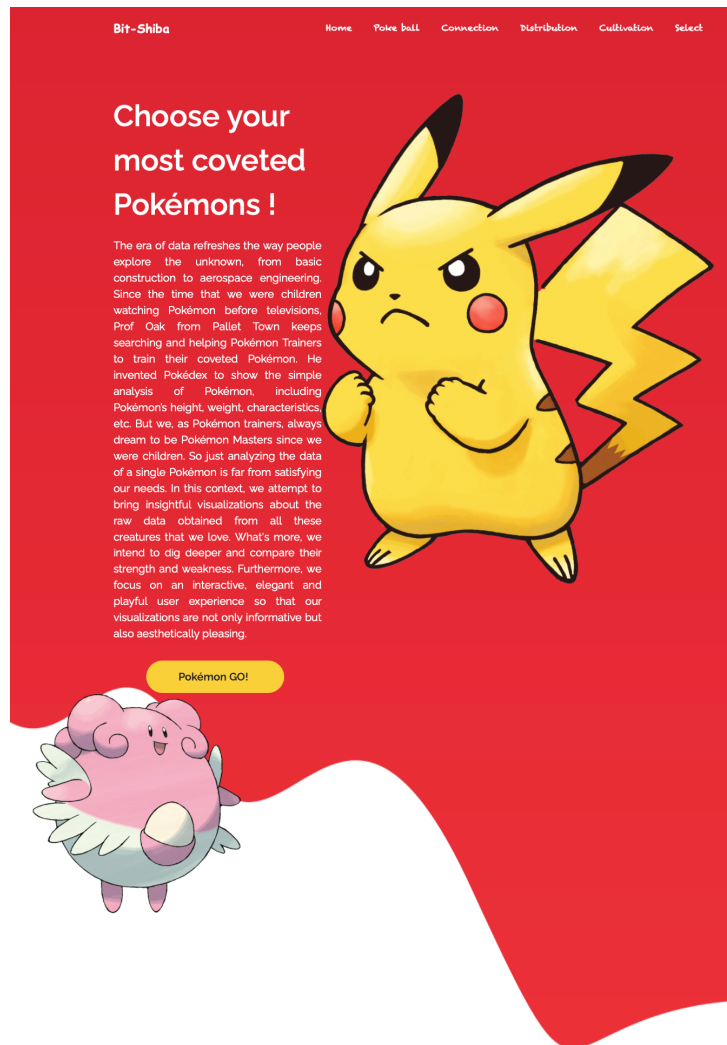 Bit-Shiba
Home Poke ball Connection Distribution Cultivation Select
Choose your
most coveted
Pokémons !
The era of data refreshes the way people
explore the unknown, from basic
construction to aerospace engineering.
Since the time that we were children
watching Pokémon before televisions,
Prof Oak from Pallet Town keeps
searching and helping Pokémon Trainers
to train their coveted Pokémon. He
invented Pokédex to show the simple
analysis of Pokémon, including
Pokémon's height, weight, characteristics,
etc. But we, as Pokémon trainers, always
dream to be Pokémon Masters since we
were children. So just analyzing the data
of a single Pokémon is far from satisfying
our needs. In this context, we attempt to
bring insightful visualizations about the
raw data obtained from all these
creatures that we love. What's more, we
intend to dig deeper and compare their
strength and weakness. Furthermore, we
focus on an interactive, elegant and
playful user experience so that our
visualizations are not only informative but
also aesthetically pleasing.
Pokémon GO!